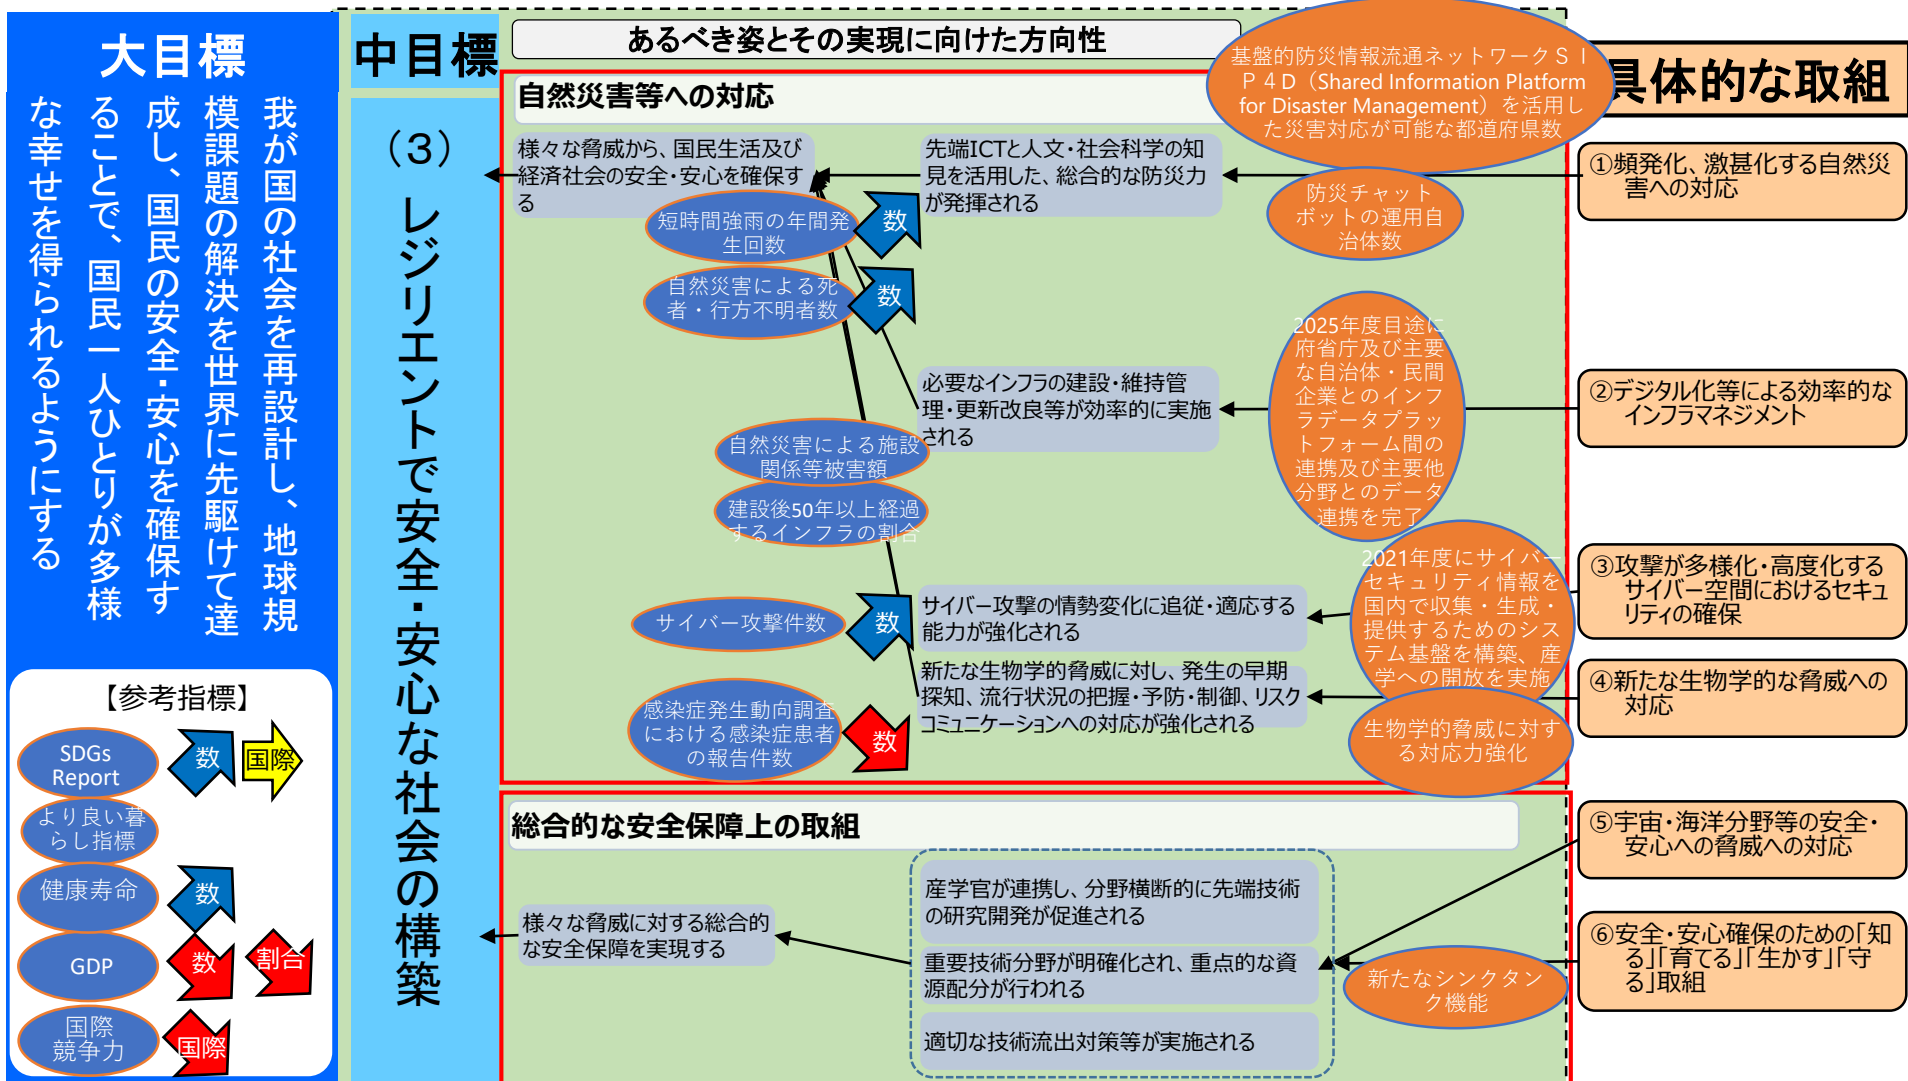 大目標
我が国の社会を再設計し、地球規
模課題の解決を世界に先駆けて達
成し、国民の安全・安心を確保す
ることで、国民一人ひとりが多様
な幸せを得られるようにする
【参考指標】
SDGs
Report
数
国際
より良い暮
らし指標
健康寿命
数
GDP
数
割合
国際
競争力
国際
中目標
（3）レジリエントで安全・安心な社会の構築
あるべき姿とその実現に向けた方向性
自然災害等への対応
様々な脅威から、国民生活及び
経済社会の安全・安心を確保す
る
先端ICTと人文・社会科学の知
見を活用した、総合的な防災力
が発揮される
基盤的防災情報流通ネットワークＳＩ
Ｐ４Ｄ（Shared Information Platform
for Disaster Management）を活用し
た災害対応が可能な都道府県数
防災チャット
ボットの運用自
治体数
短時間強雨の年間発
生回数
数
自然災害による死
者・行方不明者数
数
必要なインフラの建設・維持管
理・更新改良等が効率的に実施
される
2025年度目途に
府省庁及び主要
な自治体・民間
企業とのインフ
ラデータプラッ
トフォーム間の
連携及び主要他
分野とのデータ
連携を完了
自然災害による施設
関係等被害額
建設後50年以上経過
するインフラの割合
サイバー攻撃件数
数
サイバー攻撃の情勢変化に追従・適応する
能力が強化される
2021年度にサイバー
セキュリティ情報を
国内で収集・生成・
提供するためのシス
テム基盤を構築、産
学への開放を実施
感染症発生動向調査
における感染症患者
の報告件数
数
新たな生物学的脅威に対し、発生の早期
探知、流行状況の把握・予防・制御、リスク
コミュニケーションへの対応が強化される
生物学的脅威に対す
る対応力強化
総合的な安全保障上の取組
様々な脅威に対する総合的
な安全保障を実現する
産学官が連携し、分野横断的に先端技術
の研究開発が促進される
重要技術分野が明確化され、重点的な資
源配分が行われる
適切な技術流出対策等が実施される
新たなシンクタン
ク機能
具体的な取組
①頻発化、激甚化する自然災
害への対応
②デジタル化等による効率的な
インフラマネジメント
③攻撃が多様化・高度化する
サイバー空間におけるセキュ
リティの確保
④新たな生物学的な脅威への
対応
⑤宇宙・海洋分野等の安全・
安心への脅威への対応
⑥安全・安心確保のための「知
る」「育てる」「生かす」「守
る」取組